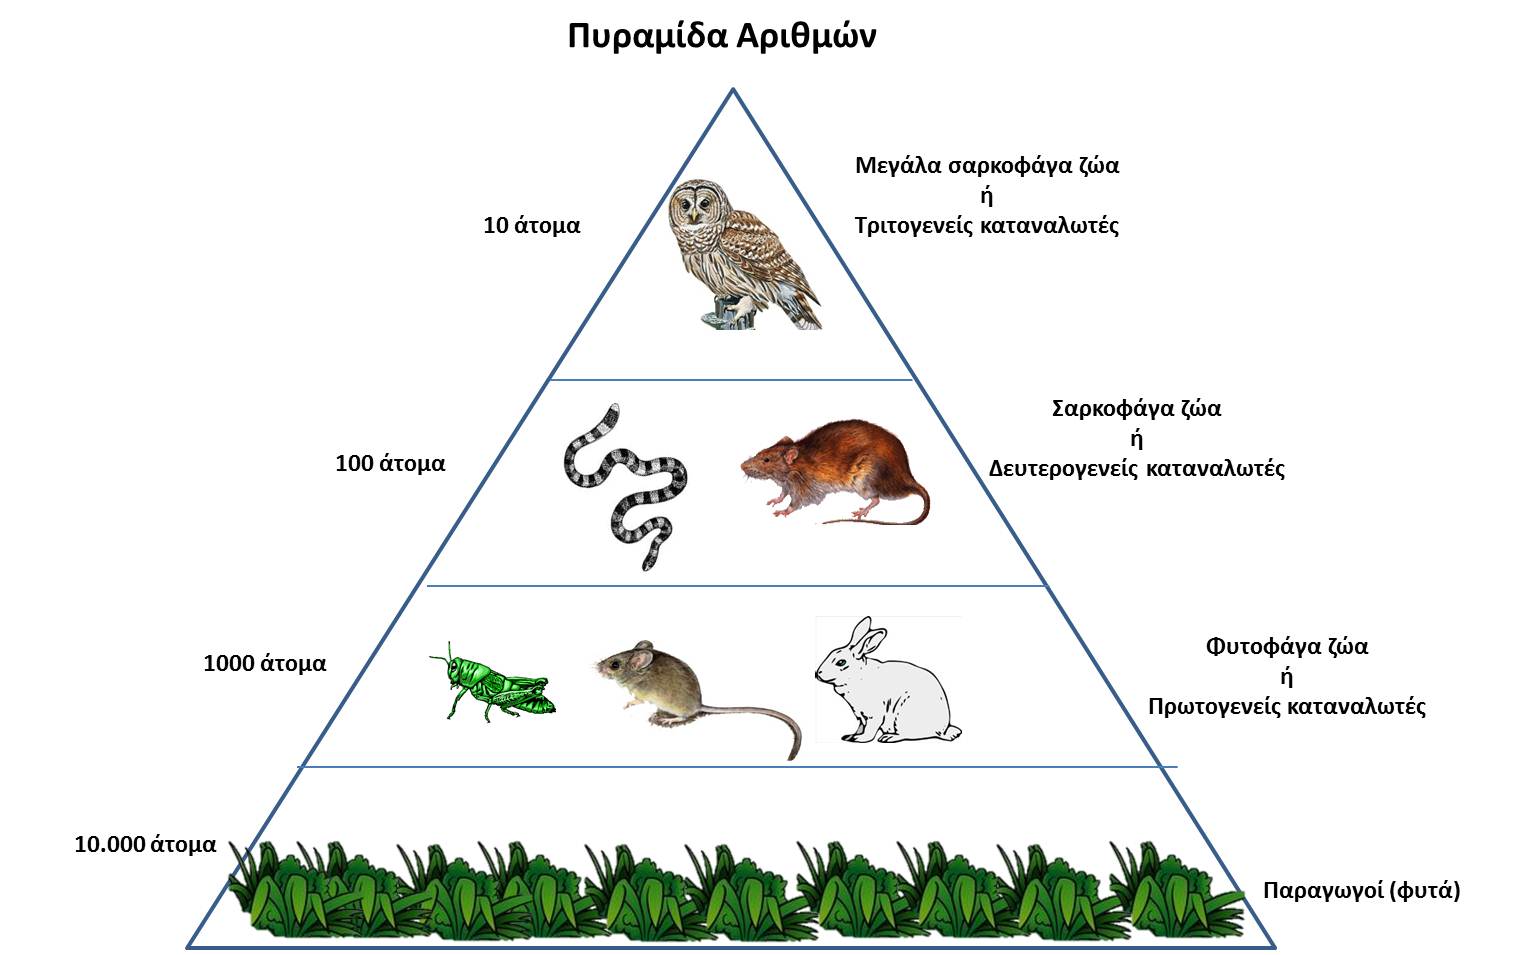 Πυραμίδα Αριθμών
Μεγάλα σαρκοφάγα ζώα
ή
Τριτογενείς καταναλωτές
10 άτομα
Σαρκοφάγα ζώα
ή
Δευτερογενείς καταναλωτές
100 άτομα
Φυτοφάγα ζώα
ή
Πρωτογενείς καταναλωτές
1000 άτομα
10.000 άτομα
Παραγωγοί (φυτά)